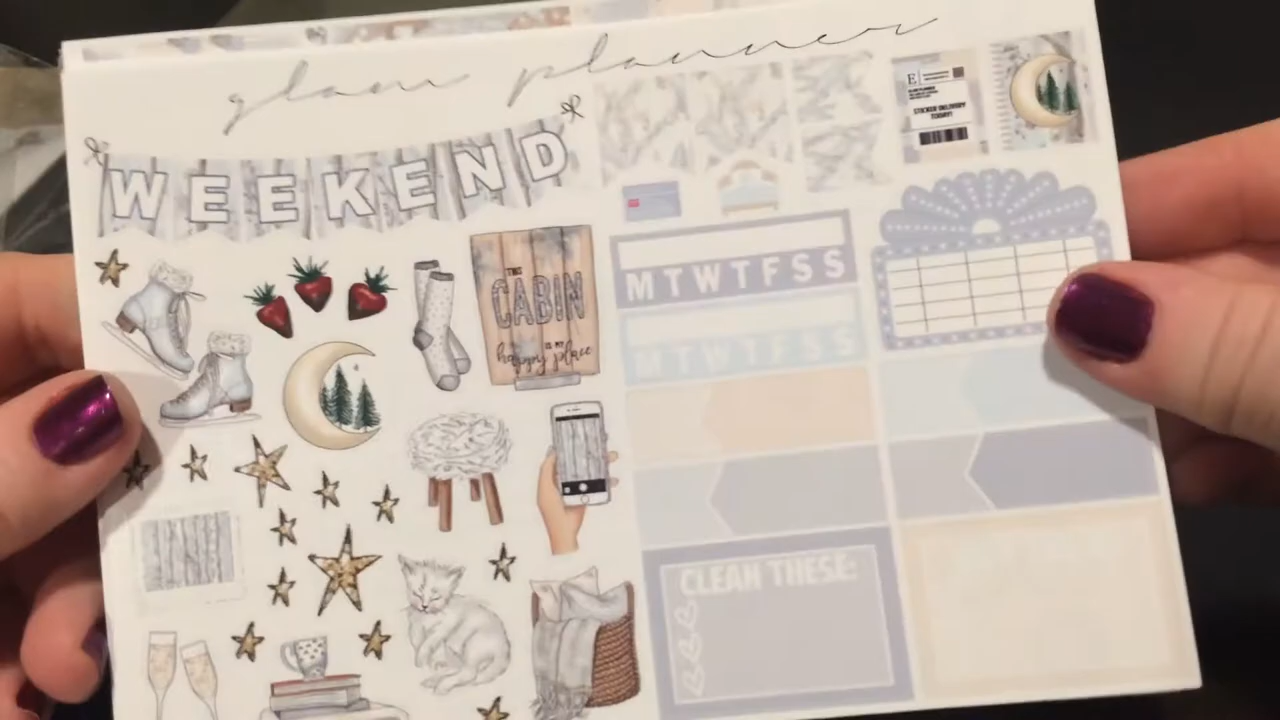 glam planner
WEEKEND
E
STICKER DELIVERY
TODAY!
THE
CABIN
IS MY
happy place
MTWTFSS
MTWTFSS
CLEAN THESE: